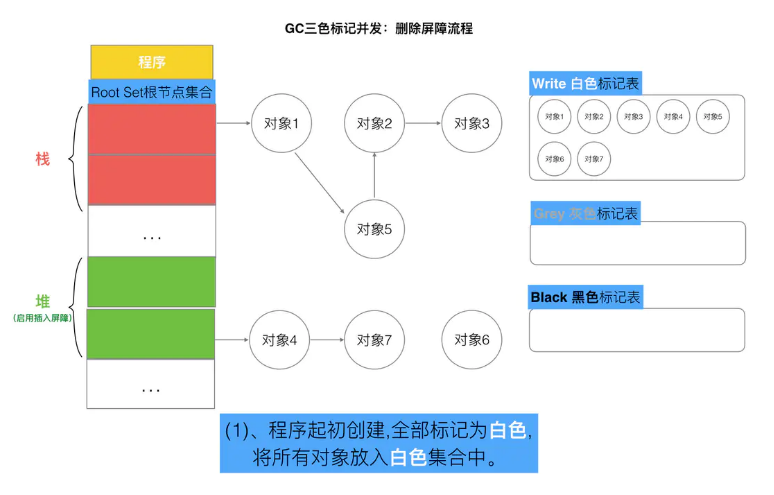 GC三色标记并发：删除屏障流程
程序
Root Set根节点集合
栈
...
堆
(启用插入屏障)
...
对象1
对象2
对象3
对象5
对象4
对象7
对象6
Write 白色标记表
对象1 对象2 对象3 对象4 对象5
对象6 对象7
Grey 灰色标记表
Black 黑色标记表
(1)、程序起初创建,全部标记为白色,
将所有对象放入白色集合中。